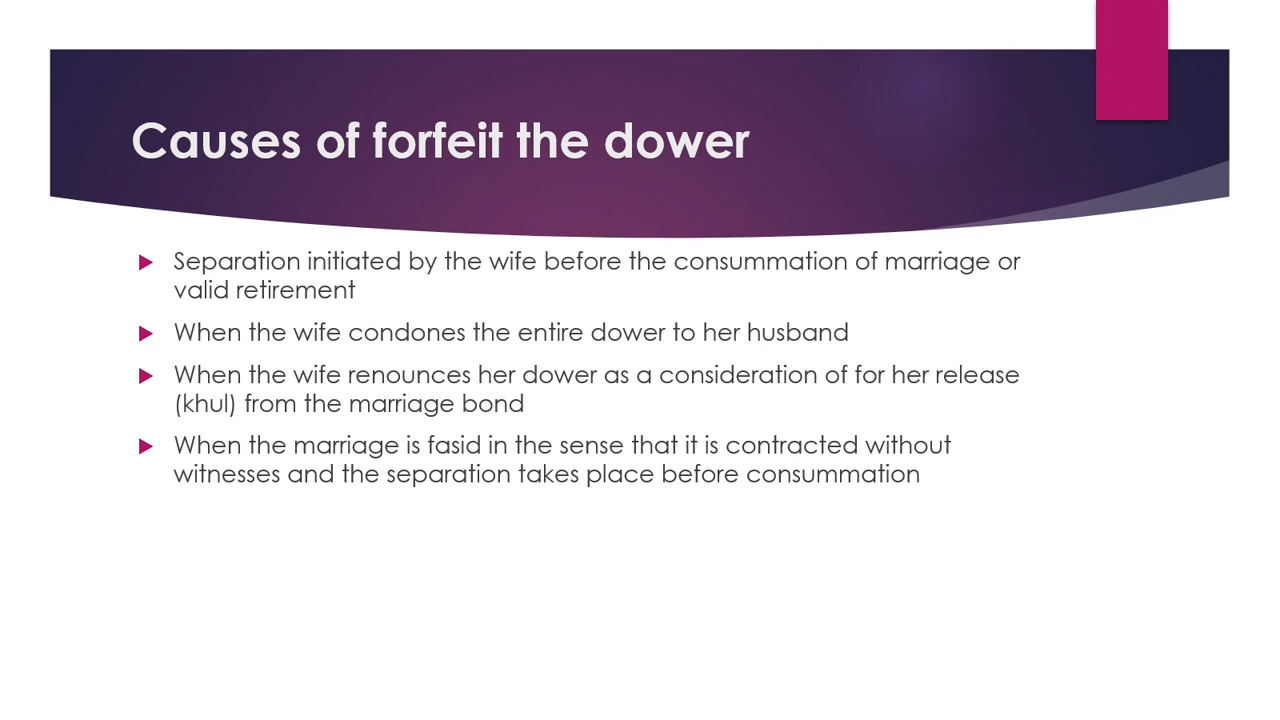 Causes of forfeit the dower
Separation initiated by the wife before the consummation of marriage or
valid retirement
When the wife condones the entire dower to her husband
When the wife renounces her dower as a consideration of for her release
(khul) from the marriage bond
When the marriage is fasid in the sense that it is contracted without
witnesses and the separation takes place before consummation